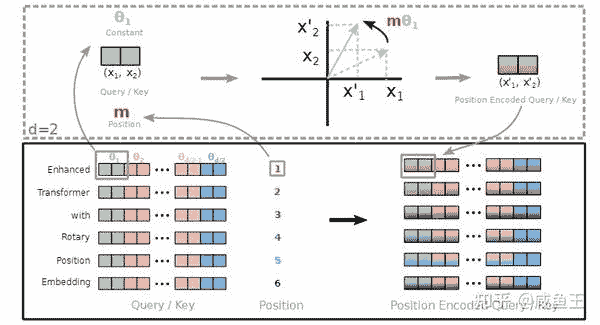 θ1
Constant
(x1, x2)
Query / Key
m
Position
d=2
x'2
x2
mθ1
x'1
x1
(x'1, x'2)
Position Encoded Query / Key
θ1 θ2 θd/2-1 θd/2
Enhanced
1
Transformer
2
with
3
Rotary
4
Position
5
Embedding
6
Query / Key
Position
Position Encoded Query / Key
知乎 @咸鱼王